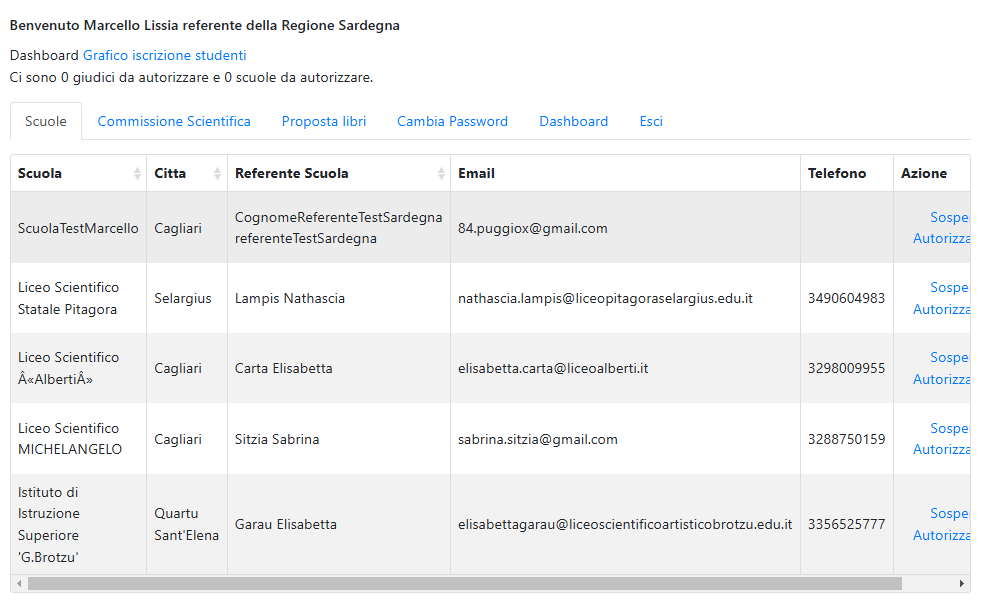 Benvenuto Marcello Lissia referente della Regione Sardegna
Dashboard Grafico iscrizione studenti
Ci sono 0 giudici da autorizzare e 0 scuole da autorizzare.
Scuole Commissione Scientifica Proposta libri Cambia Password Dashboard Esci
Scuola Citta Referente Scuola Email Telefono Azione
ScuolaTestMarcello Cagliari CognomeReferenteTestSardegna referenteTestSardegna 84.puggiox@gmail.com Sospe Autorizza
Liceo Scientifico Statale Pitagora Selargius Lampis Nathascia nathascia.lampis@liceopitagoraselargius.edu.it 3490604983 Sospe Autorizza
Liceo Scientifico «AlbertiÂ» Cagliari Carta Elisabetta elisabetta.carta@liceoalberti.it 3298009955 Sospe Autorizza
Liceo Scientifico MICHELANGELO Cagliari Sitzia Sabrina sabrina.sitzia@gmail.com 3288750159 Sospe Autorizza
Istituto di Istruzione Superiore 'G.Brotzu' Quartu Sant'Elena Garau Elisabetta elisabettagarau@liceoscientificoartisticobrotzu.edu.it 3356525777 Sospe Autorizza